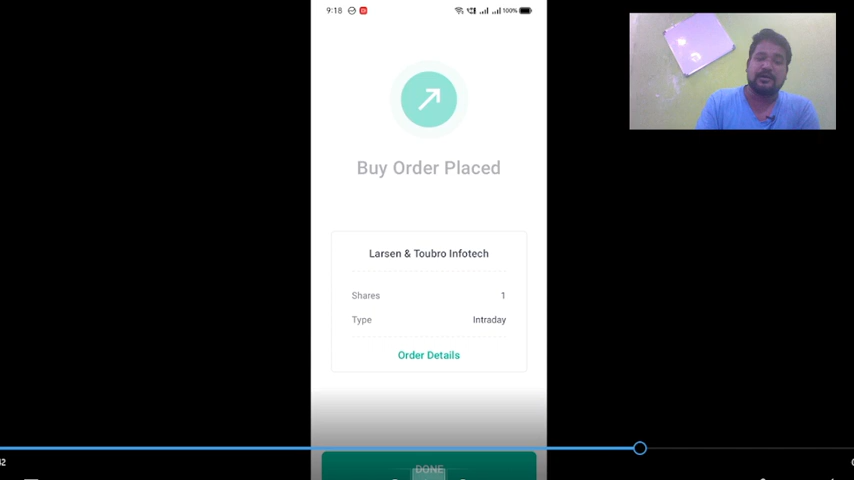 9:18
100%
Buy Order Placed
Larsen & Toubro Infotech
Shares 1
Type Intraday
Order Details
DONE